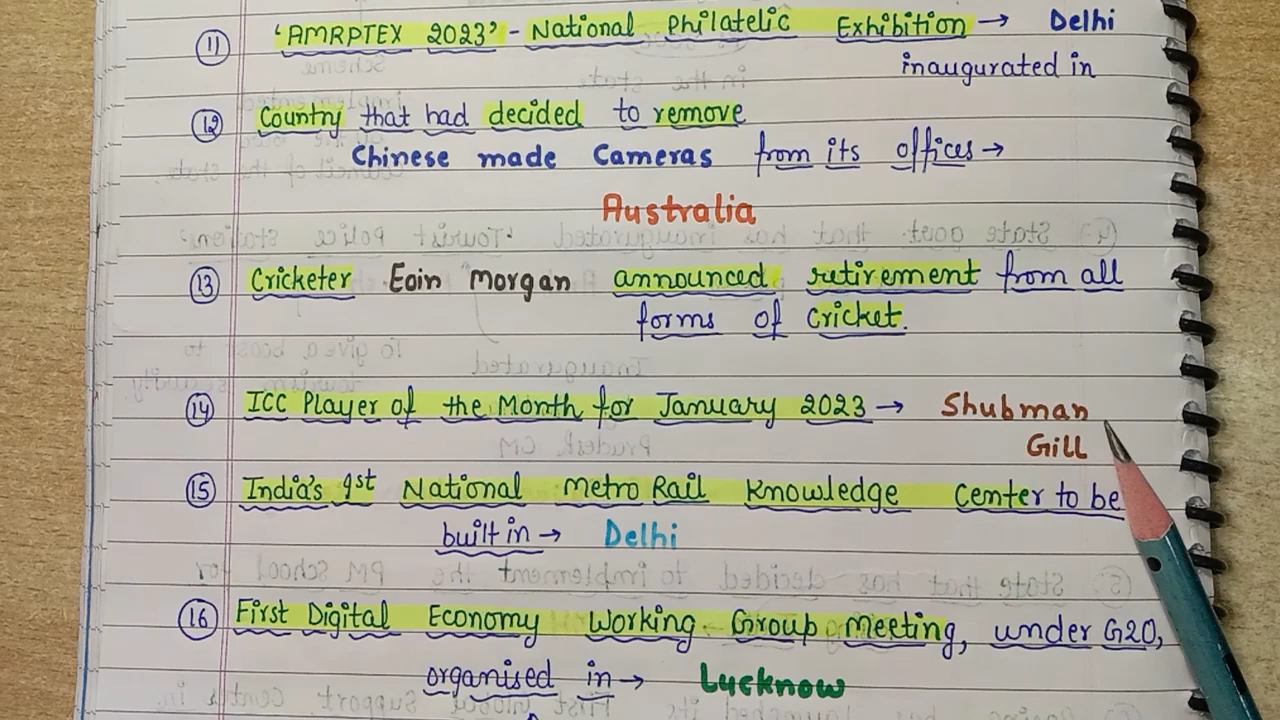 11 'AMRPTEX 2023' - National Philatelic Exhibition → Delhi
inaugurated in
12 Country that had decided to remove
Chinese made Cameras from its offices →
Australia
13 Cricketer Eoin Morgan announced retirement from all
forms of cricket.
14 ICC Player of the Month for January 2023 → Shubman
Gill
15 India's 1st National Metro Rail Knowledge Center to be
built in → Delhi
16 First Digital Economy Working Group meeting, under G20,
organised in → Lucknow